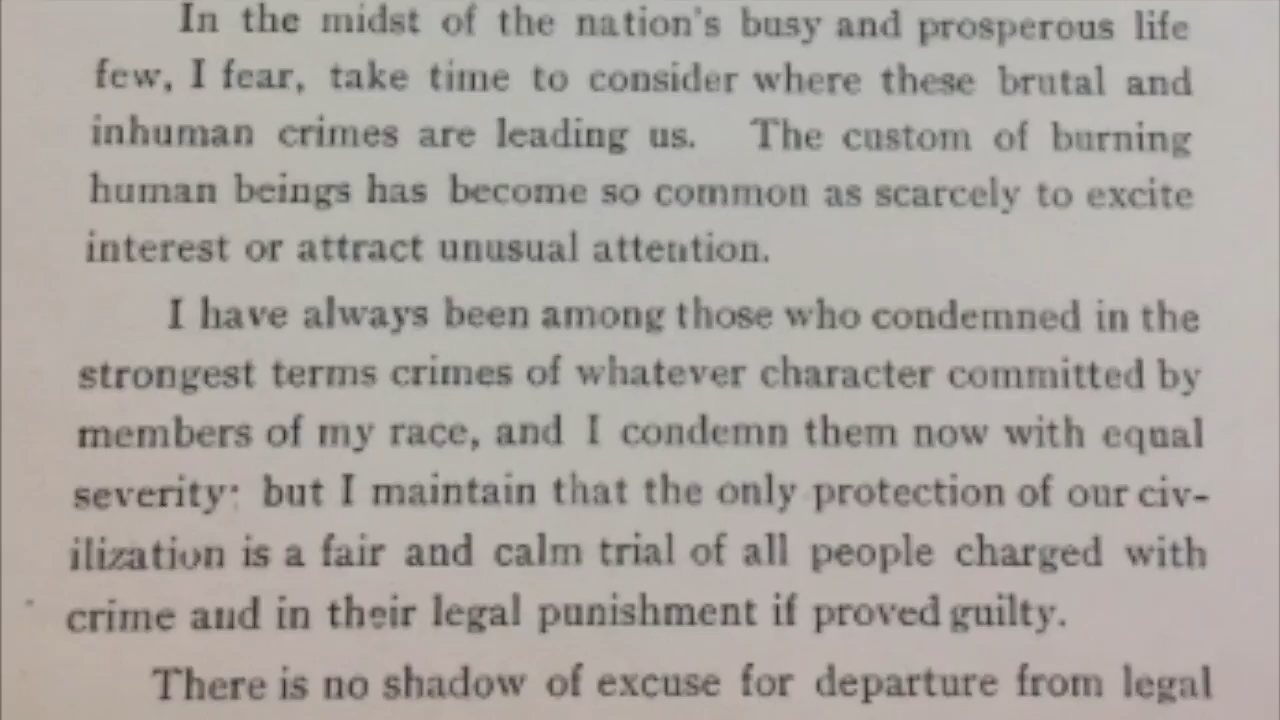 In the midst of the nation's busy and prosperous life
few, I fear, take time to consider where these brutal and
inhuman crimes are leading us. The custom of burning
human beings has become so common as scarcely to excite
interest or attract unusual attention.
I have always been among those who condemned in the
strongest terms crimes of whatever character committed by
members of my race, and I condemn them now with equal
severity; but I maintain that the only protection of our civ-
ilization is a fair and calm trial of all people charged with
crime and in their legal punishment if proved guilty.
There is no shadow of excuse for departure from legal